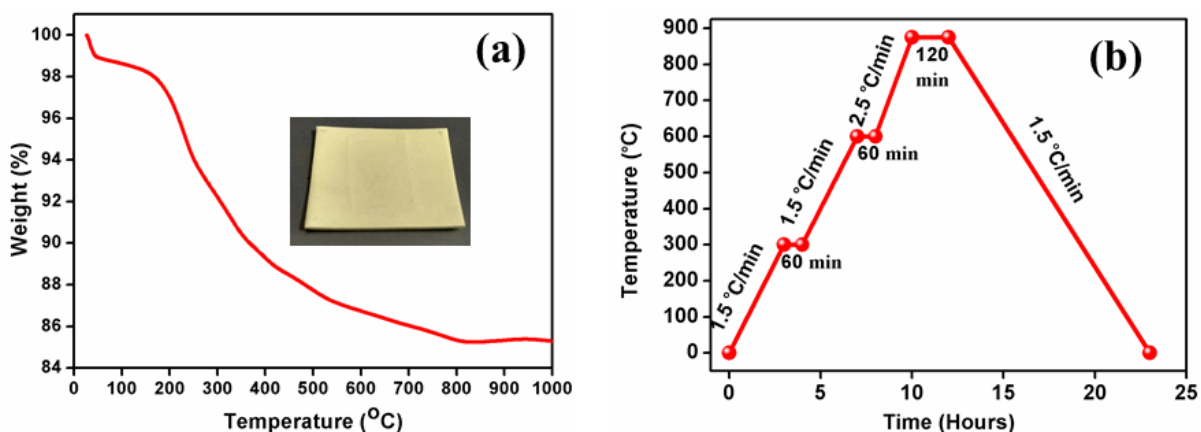 (a)
100
98
96
94
92
90
88
86
84
Weight (%)
0 100 200 300 400 500 600 700 800 1000
Temperature (°C)
(b)
900
800
700
600
500
400
300
200
100
0
Temperature (°C)
1.5 °C/min
60 min
1.5 °C/min
60 min
2.5 °C/min
120
min
1.5 °C/min
0 5 10 15 20 25
Time (Hours)